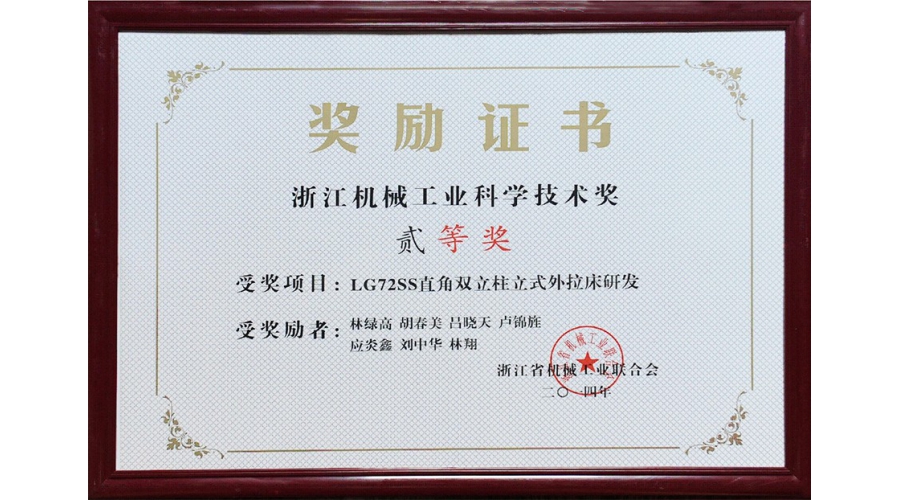 奖励证书
浙江机械工业科学技术奖
贰等奖
受奖项目：LG72SS直角双立柱立式外拉床研发
受奖励者：林绿高 胡春美 吕晓天 卢锦旌
应炎鑫 刘中华 林翔
浙江省机械工业联合会
二〇一四年